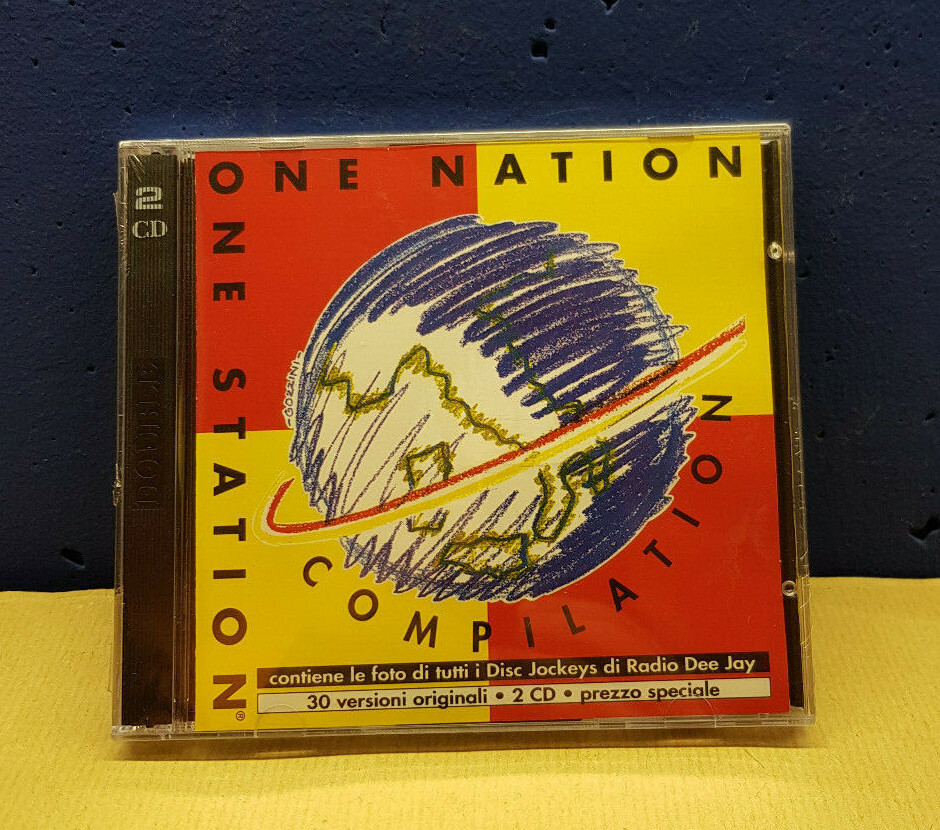 ONE NATION
ONE STATION®
2
CD
-GOZZINI-
COMPILATION
contiene le foto di tutti i Disc Jockeys di Radio Dee Jay
30 versioni originali • 2 CD • prezzo speciale